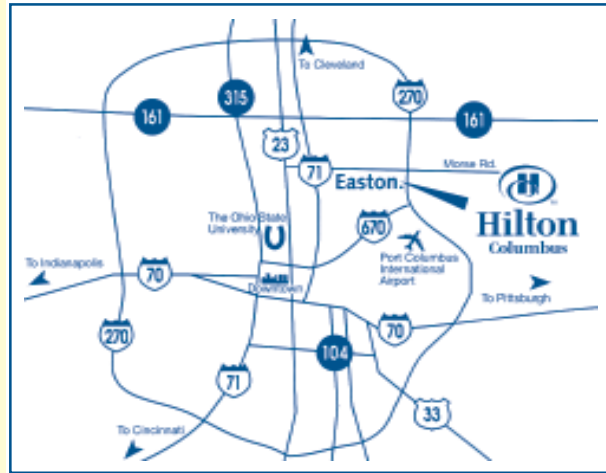 To Cleveland
315
270
161
161
23
71
Morse Rd.
Easton.
H
Hilton
Columbus
The Ohio State
University
670
Port Columbus
International
Airport
To Indianapolis
70
Downtown
To Pittsburgh
270
70
104
71
33
To Cincinnati